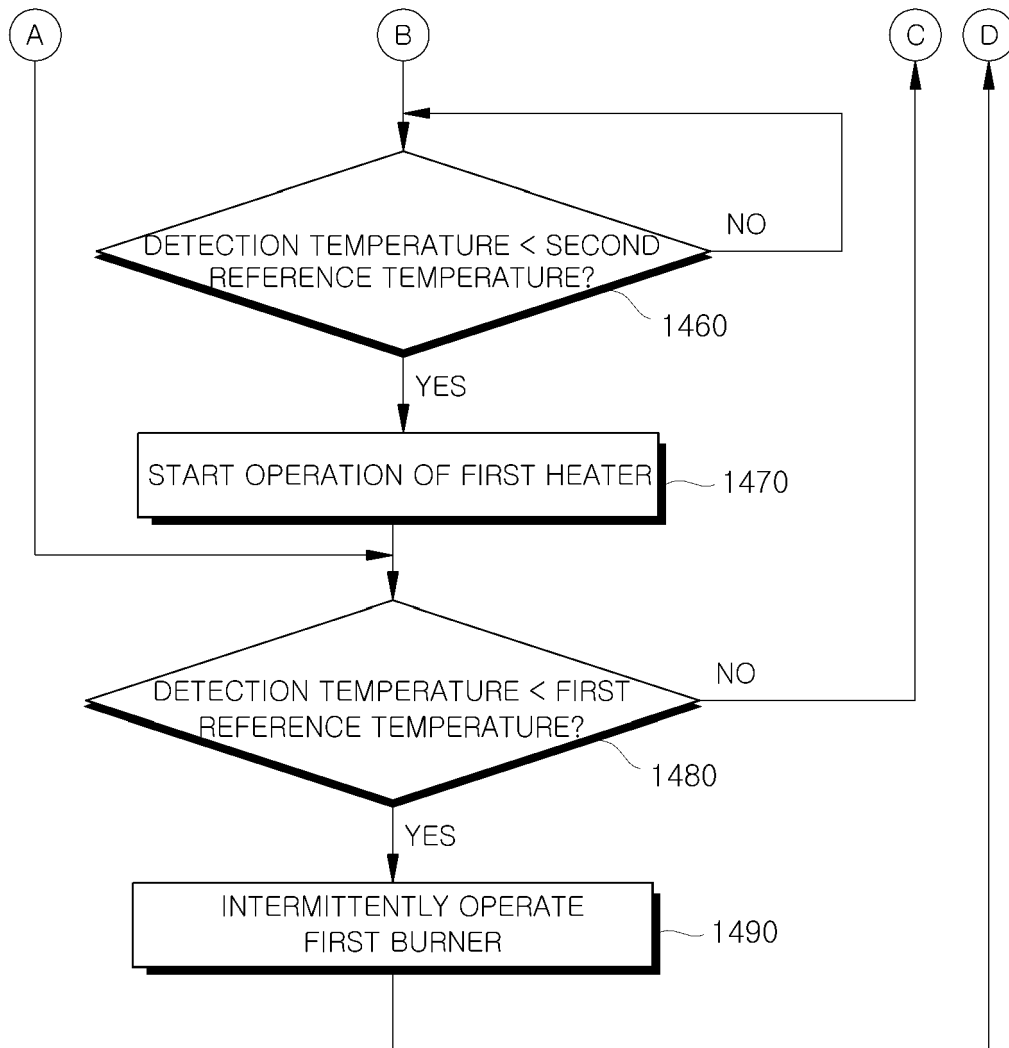 A
B
C
D
DETECTION TEMPERATURE < SECOND
REFERENCE TEMPERATURE?
NO
1460
YES
START OPERATION OF FIRST HEATER
1470
DETECTION TEMPERATURE < FIRST
REFERENCE TEMPERATURE?
NO
1480
YES
INTERMITTENTLY OPERATE
FIRST BURNER
1490